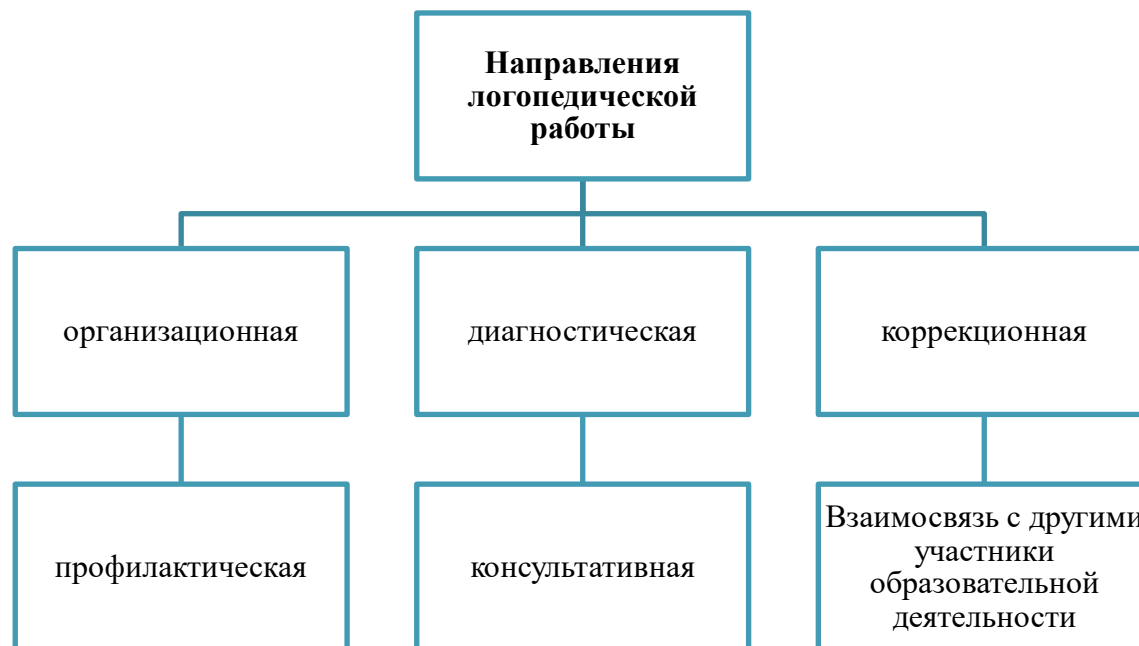 Направления
логопедической
работы
организационная
диагностическая
коррекционная
профилактическая
консультативная
Взаимосвязь с другими
участники
образовательной
деятельности